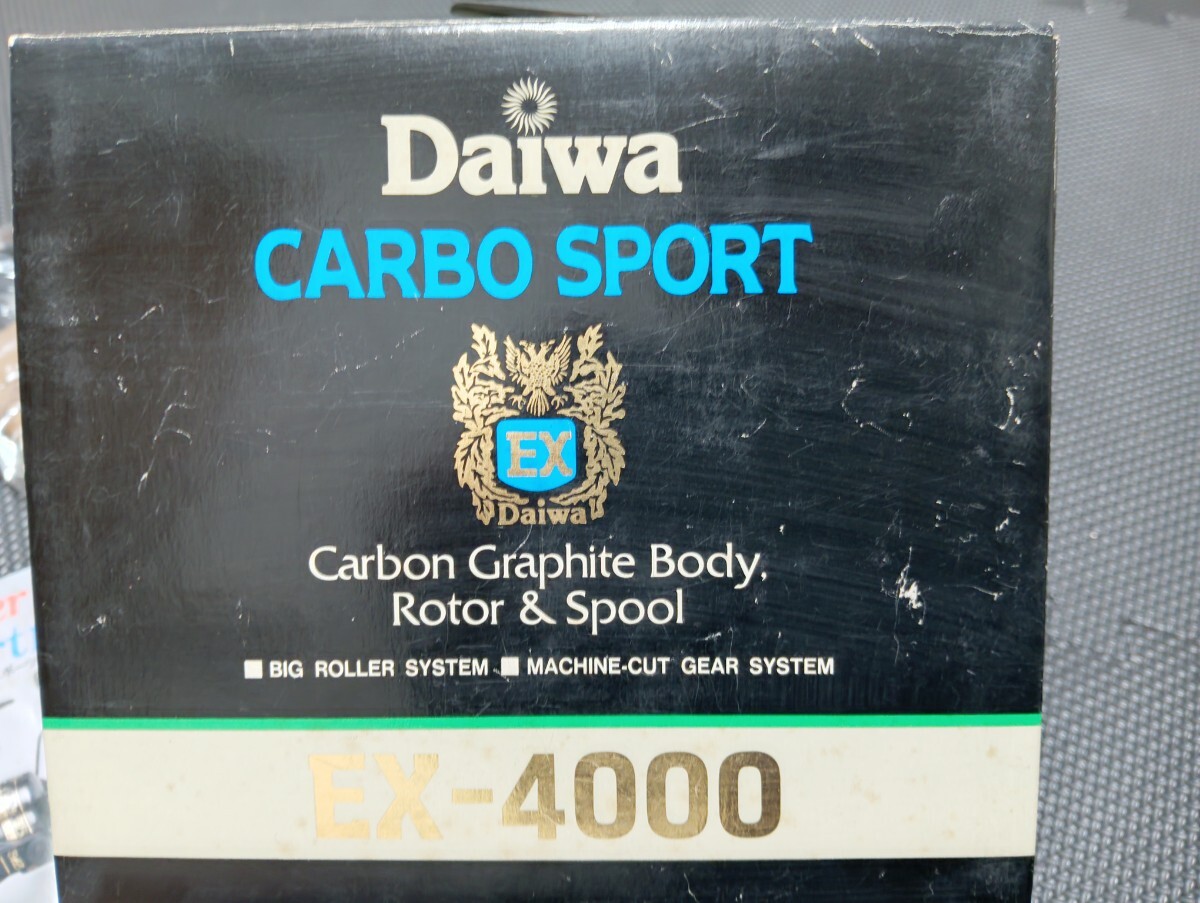 Daiwa
CARBO SPORT
EX
Daiwa
Carbon Graphite Body,
Rotor & Spool
■ BIG ROLLER SYSTEM ■ MACHINE-CUT GEAR SYSTEM
EX-4000